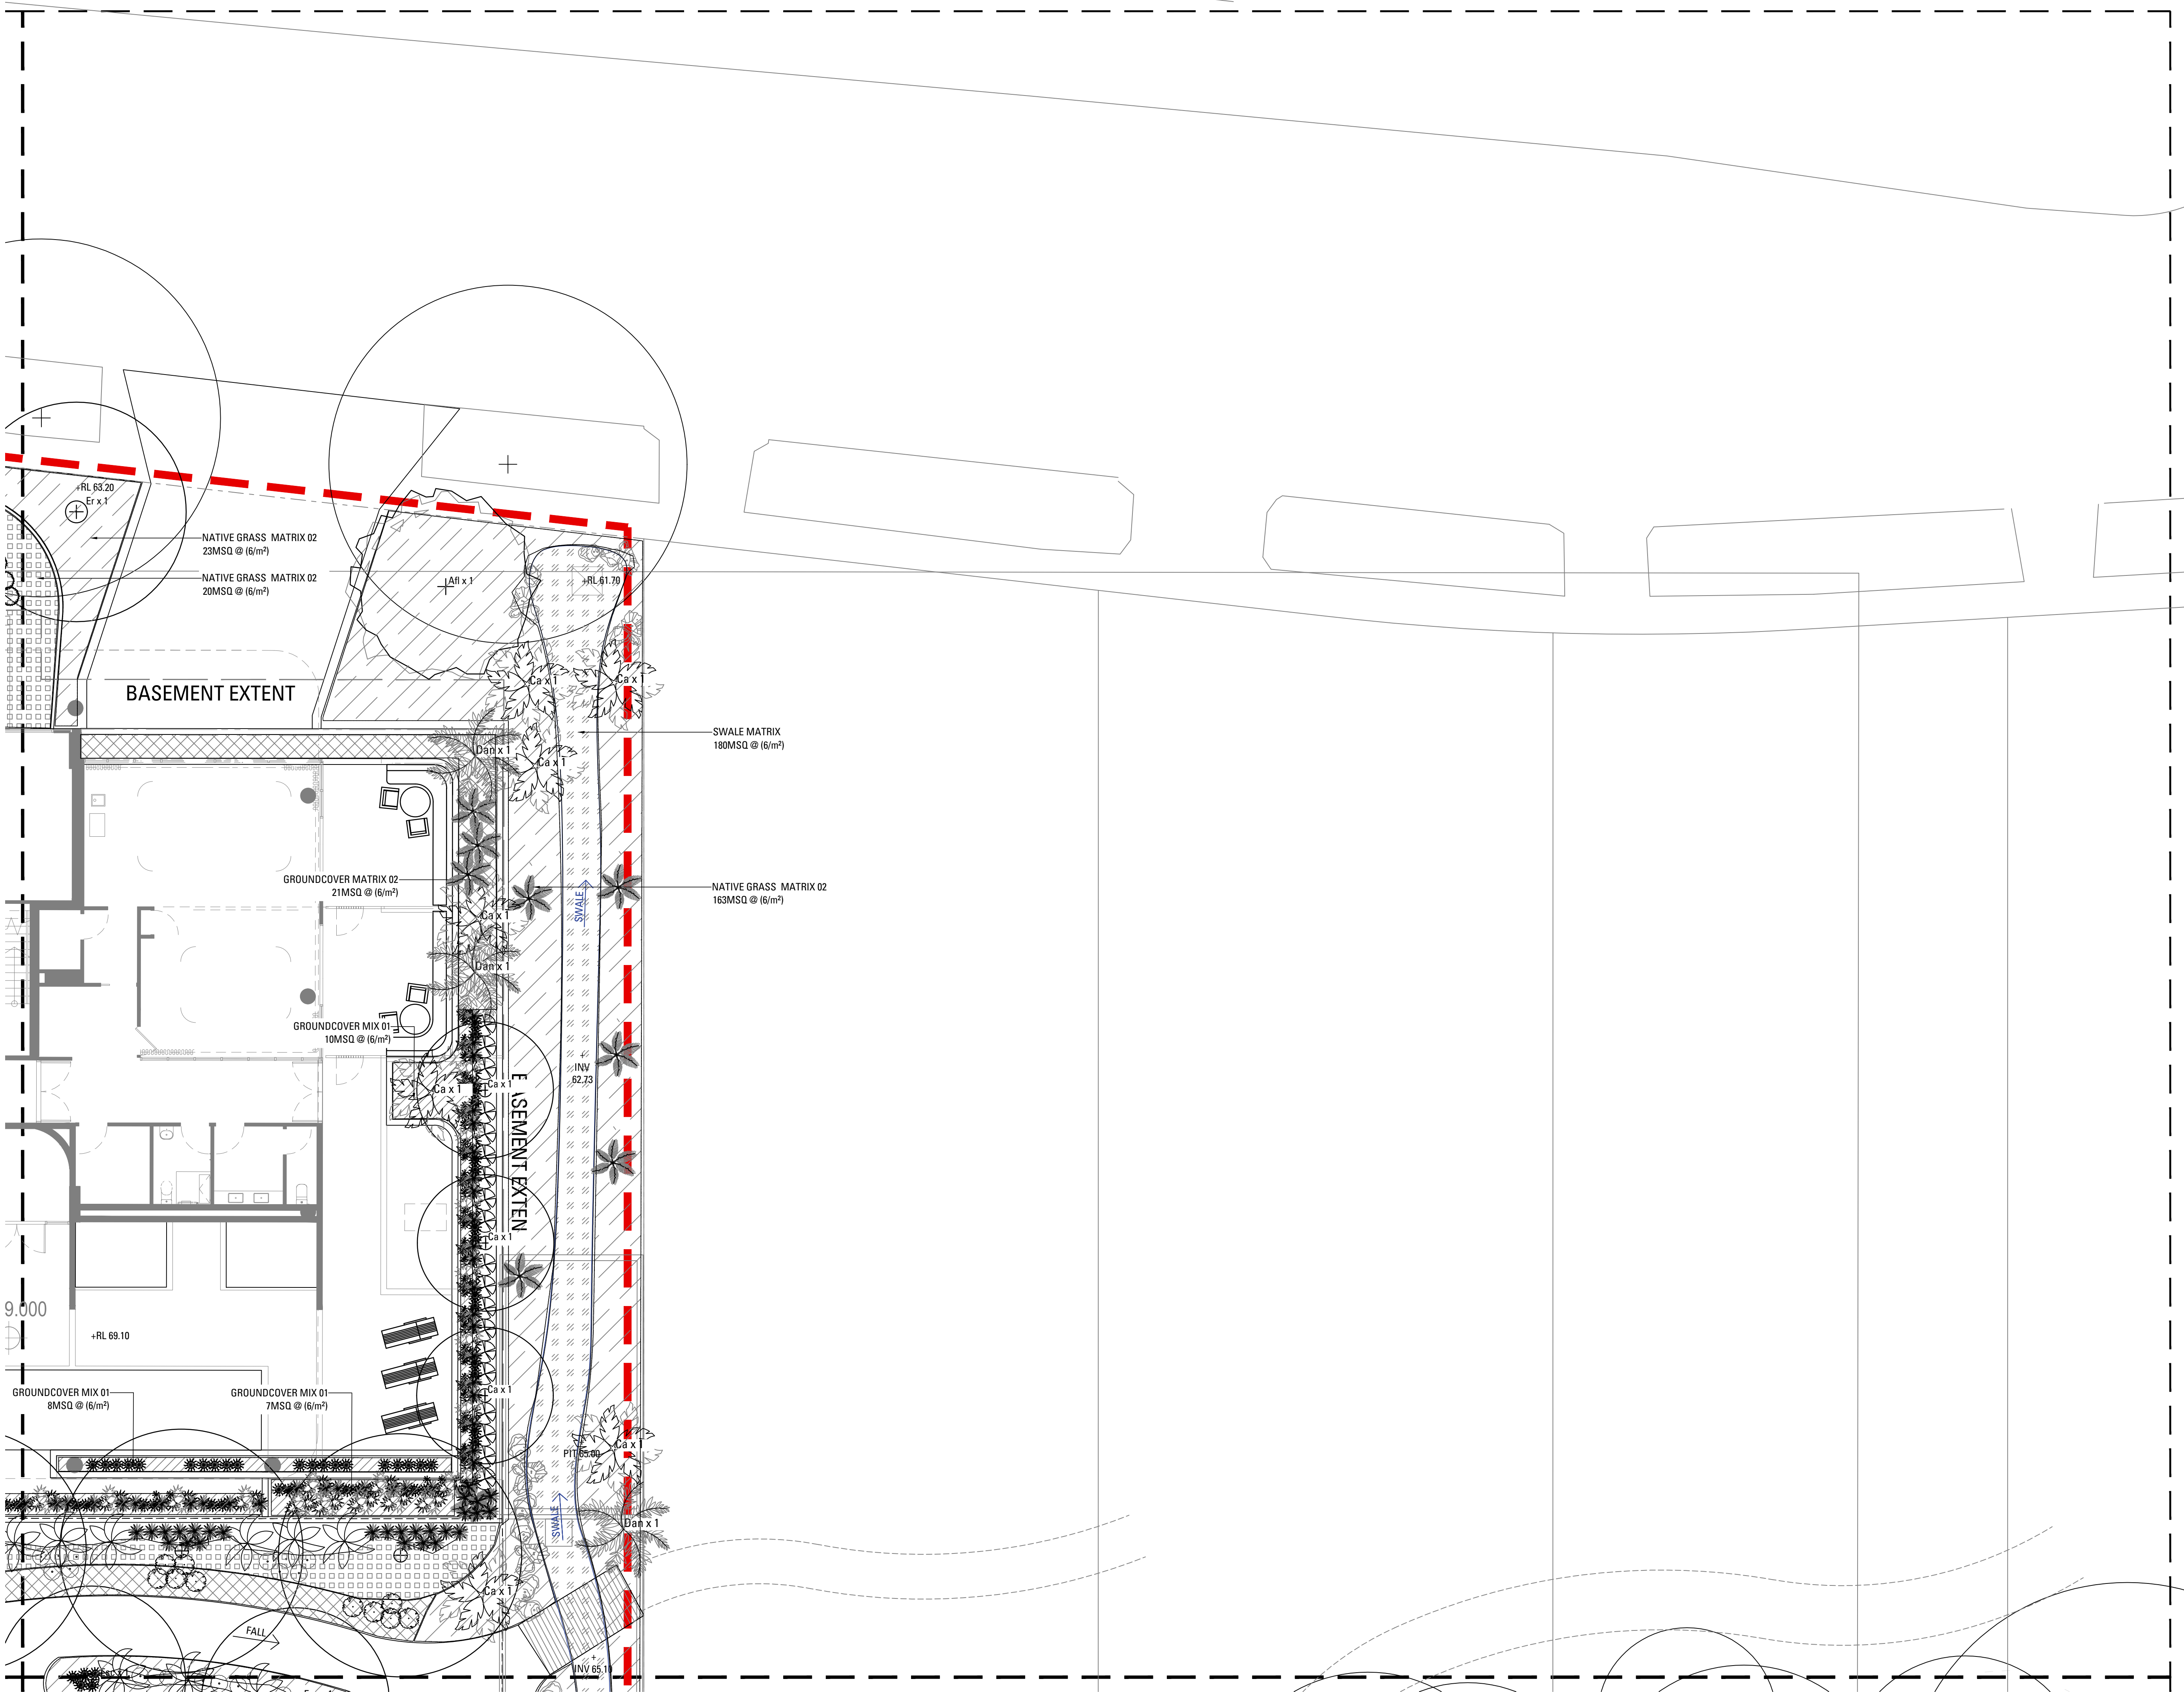 +RL 63.20
Er x 1
NATIVE GRASS MATRIX 02
23MSQ @ (6/m²)
NATIVE GRASS MATRIX 02
20MSQ @ (6/m²)
Afl x 1
+RL 61.70
BASEMENT EXTENT
Ca x 1
Ca x 1
SWALE MATRIX
180MSQ @ (6/m²)
Dan x 1
Ca x 1
GROUNDCOVER MATRIX 02
21MSQ @ (6/m²)
NATIVE GRASS MATRIX 02
163MSQ @ (6/m²)
SWALE
Ca x 1
Dan x 1
GROUNDCOVER MIX 01
10MSQ @ (6/m²)
+
INV
62.73
Ca x 1
Ca x 1
ASEMENT EXTEN
Ca x 1
9.000
+RL 69.10
GROUNDCOVER MIX 01
8MSQ @ (6/m²)
GROUNDCOVER MIX 01
7MSQ @ (6/m²)
Ca x 1
Ca x 1
PIT 65.00
SWALE
Dan x 1
Ca x 1
FALL
+
INV 65.10